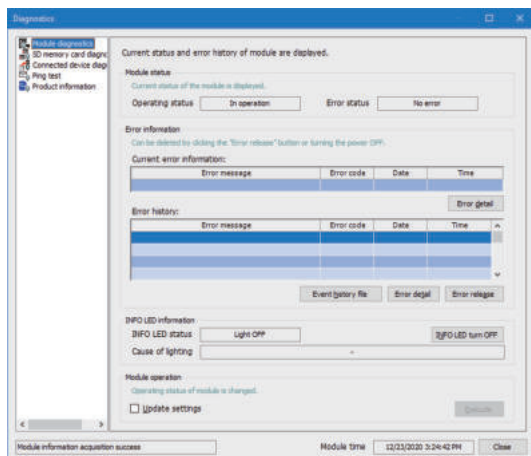 Diagnostics
Module diagnostics
SD memory card diagnc
Connected device diag
Ping test
Product information
Current status and error history of module are displayed.
Module status
Current status of the module is displayed.
Operating status In operation Error status No error
Error information
Can be deleted by clicking the "Error release" button or turning the power OFF.
Current error information:
Error message Error code Date Time
Error detail
Error history:
Error message Error code Date Time
Event history file Error detail Error release
INFO LED information
INFO LED status Light OFF INFO LED turn OFF
Cause of lighting -
Module operation
Operating status of module is changed.
Update settings
Execute
Module information acquisition success Module time 12/23/2020 3:24:42 PM Close